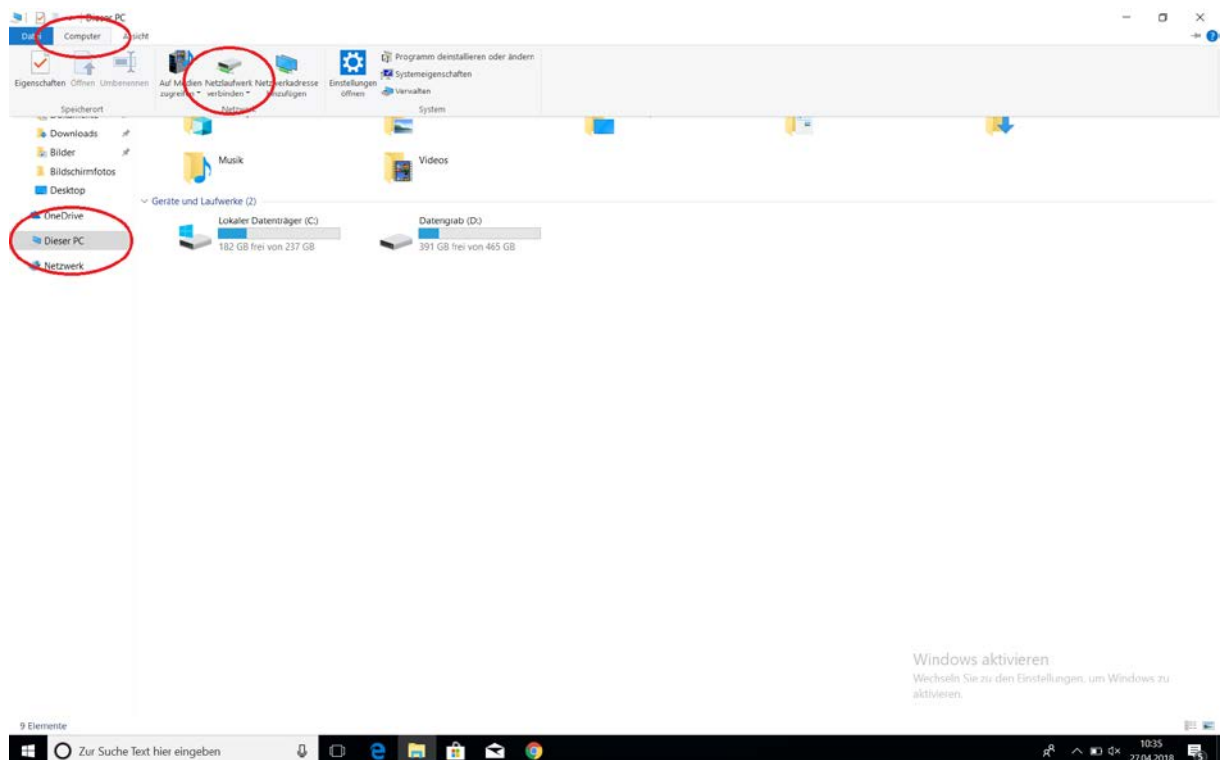 Dieser PC
Datei Computer Ansicht
Eigenschaften Öffnen Umbenennen
Auf Medien zugreifen
Netzlaufwerk verbinden
Netzwerkadresse hinzufügen
Einstellungen öffnen
Programm deinstallieren oder ändern
Systemeigenschaften
Verwalten
Speicherort Netzwerk System
Downloads
Bilder
Bildschirmfotos
Desktop
OneDrive
Dieser PC
Netzwerk
Musik Videos
Geräte und Laufwerke (2)
Lokaler Datenträger (C:) Datengrab (D:)
182 GB frei von 237 GB 391 GB frei von 465 GB
Windows aktivieren
Wechseln Sie zu den Einstellungen, um Windows zu
aktivieren.
9 Elemente
Zur Suche Text hier eingeben
10:35
27.04.2018